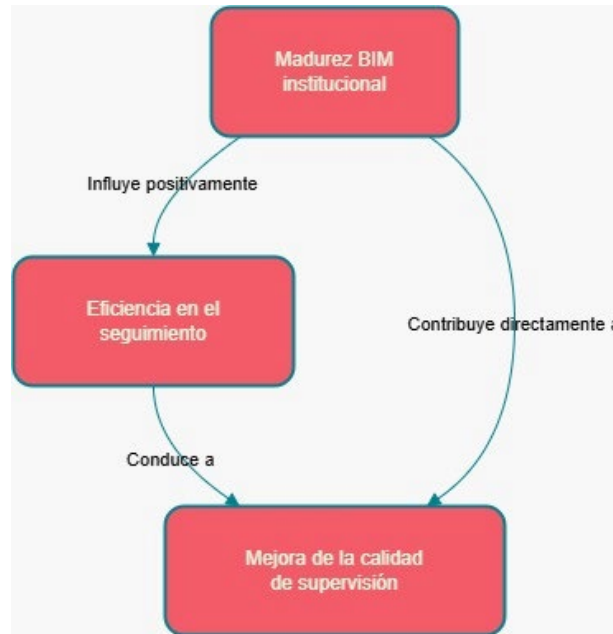 Madurez BIM
institucional
Influye positivamente
Eficiencia en el
seguimiento
Contribuye directamente a
Conduce a
Mejora de la calidad
de supervisión